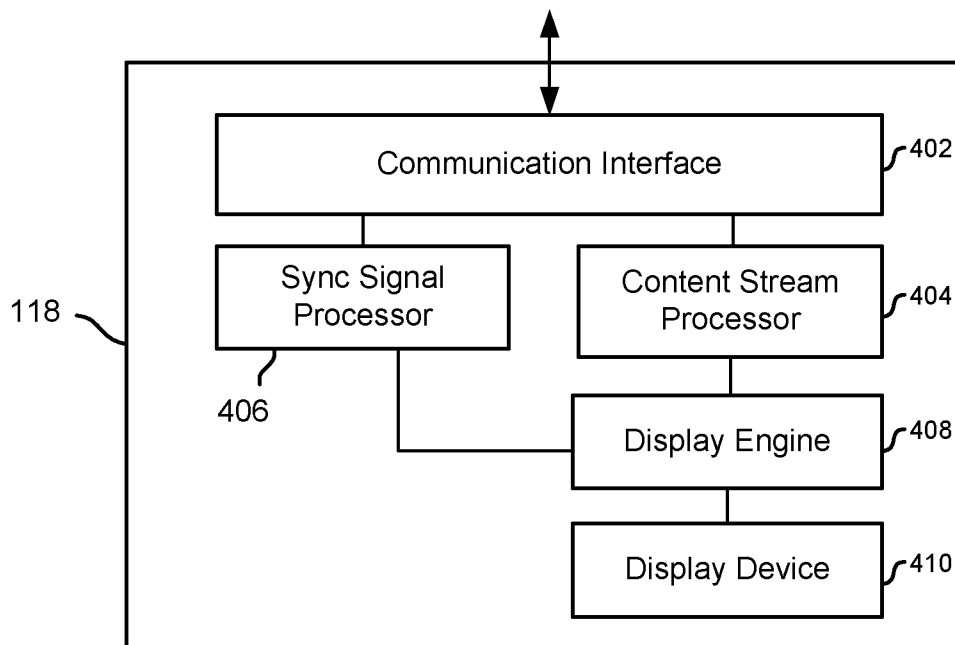 Communication Interface
402
Sync Signal
Processor
Content Stream
Processor
404
118
406
Display Engine
408
Display Device
410